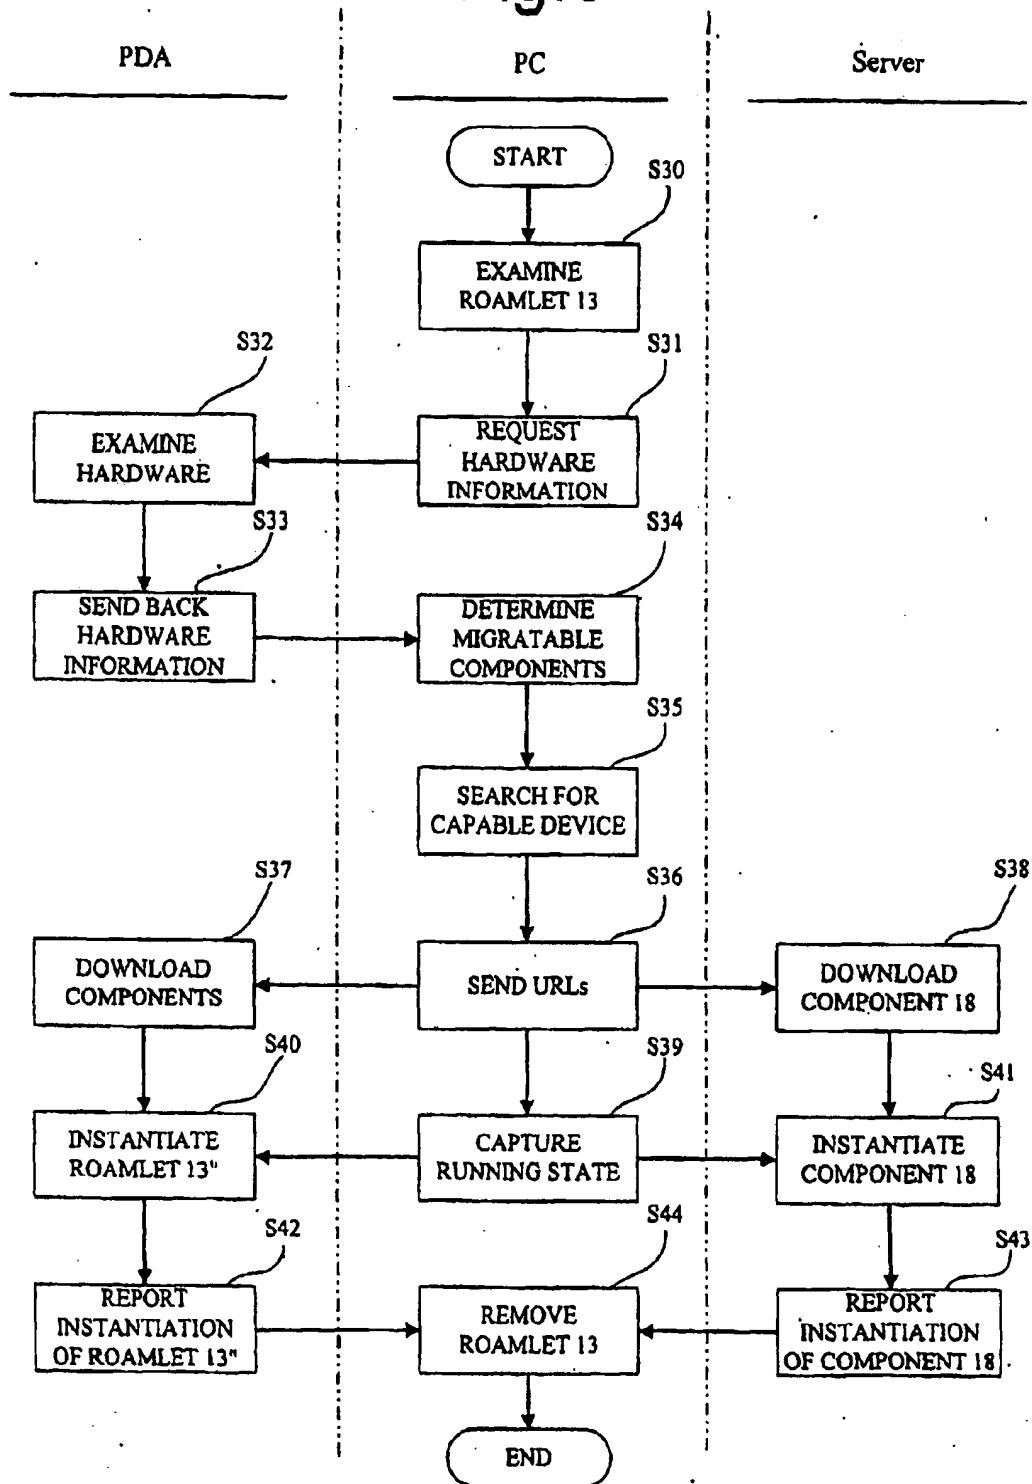 PDA
PC
Server
START
S30
EXAMINE
ROAMLET 13
S32
S31
EXAMINE
HARDWARE
REQUEST
HARDWARE
INFORMATION
S33
S34
SEND BACK
HARDWARE
INFORMATION
DETERMINE
MIGRATABLE
COMPONENTS
S35
SEARCH FOR
CAPABLE DEVICE
S37
S36
S38
DOWNLOAD
COMPONENTS
SEND URLs
DOWNLOAD
COMPONENT 18
S40
S39
S41
INSTANTIATE
ROAMLET 13"
CAPTURE
RUNNING STATE
INSTANTIATE
COMPONENT 18
S42
S44
S43
REPORT
INSTANTIATION
OF ROAMLET 13"
REMOVE
ROAMLET 13
REPORT
INSTANTIATION
OF COMPONENT 18
END